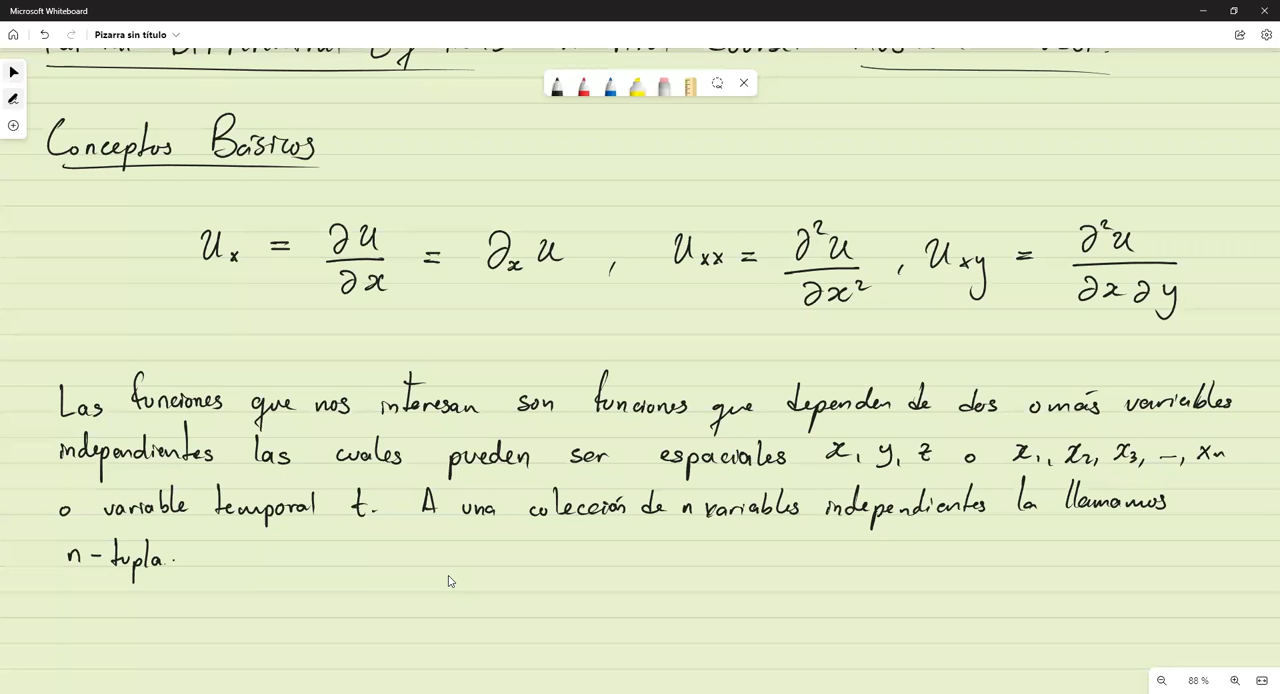 Microsoft Whiteboard
Pizarra sin título
Conceptos Básicos
u_x = ∂u/∂x = ∂_x u , u_xx = ∂²u/∂x² , u_xy = ∂²u/∂x∂y
Las funciones que nos interesan son funciones que dependen de dos o más variables
independientes las cuales pueden ser espaciales x, y, z o x₁, x₂, x₃, –, xₙ
o variable temporal t. A una colección de n variables independientes la llamamos
n-tupla.
88 %